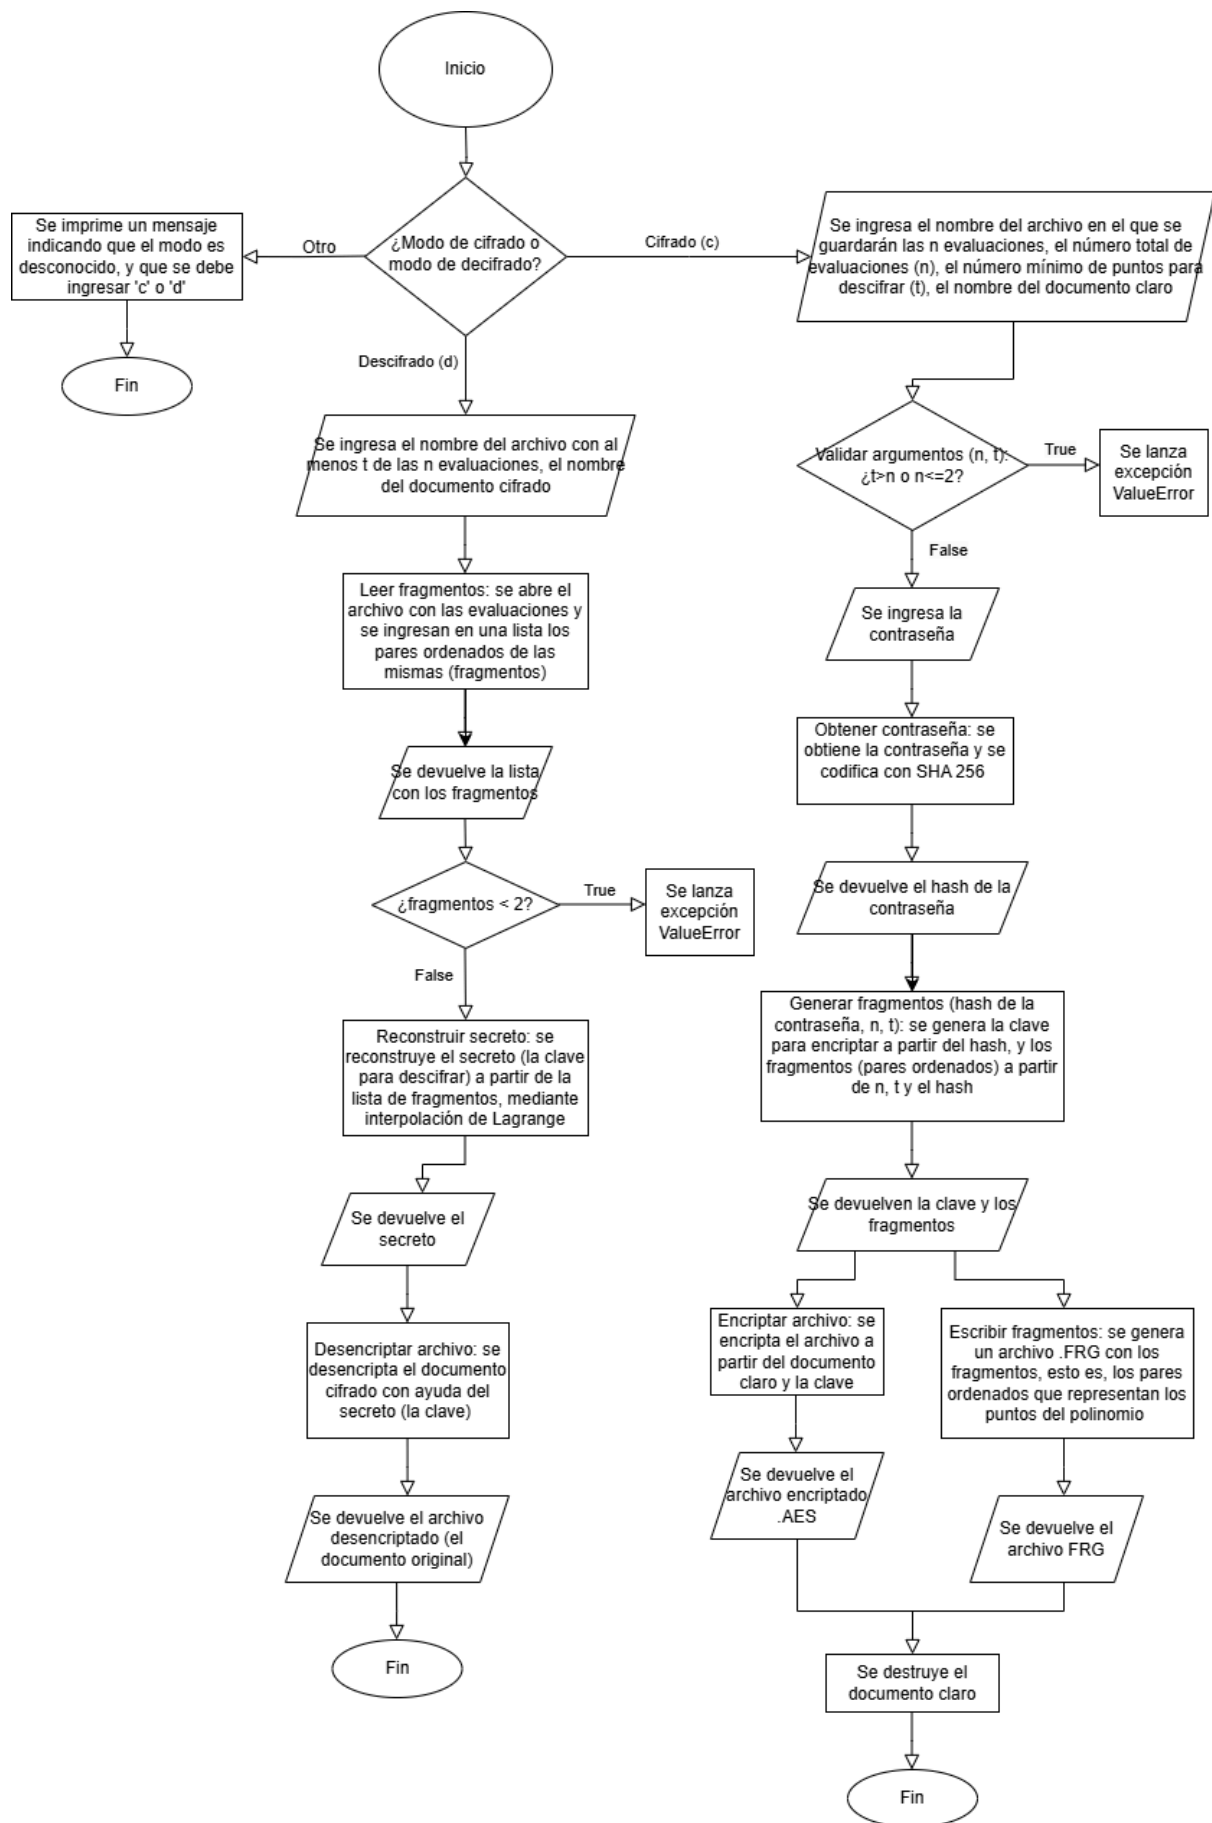 Inicio
¿Modo de cifrado o
modo de decifrado?
Otro
Se imprime un mensaje
indicando que el modo es
desconocido, y que se debe
ingresar 'c' o 'd'
Fin
Cifrado (c)
Se ingresa el nombre del archivo en el que se
guardarán las n evaluaciones, el número total de
evaluaciones (n), el número mínimo de puntos para
descifrar (t), el nombre del documento claro
Descifrado (d)
Se ingresa el nombre del archivo con al
menos t de las n evaluaciones, el nombre
del documento cifrado
Leer fragmentos: se abre el
archivo con las evaluaciones y
se ingresan en una lista los
pares ordenados de las
mismas (fragmentos)
Se devuelve la lista
con los fragmentos
¿fragmentos < 2?
True
Se lanza
excepción
ValueError
False
Reconstruir secreto: se
reconstruye el secreto (la clave
para descifrar) a partir de la
lista de fragmentos, mediante
interpolación de Lagrange
Se devuelve el
secreto
Desencriptar archivo: se
desencripta el documento
cifrado con ayuda del
secreto (la clave)
Se devuelve el archivo
desencriptado (el
documento original)
Fin
Validar argumentos (n, t):
¿t>n o n<=2?
True
Se lanza
excepción
ValueError
False
Se ingresa la
contraseña
Obtener contraseña: se
obtiene la contraseña y se
codifica con SHA 256
Se devuelve el hash de la
contraseña
Generar fragmentos (hash de la
contraseña, n, t): se genera la clave
para encriptar a partir del hash, y los
fragmentos (pares ordenados) a partir
de n, t y el hash
Se devuelven la clave y los
fragmentos
Encriptar archivo: se
encripta el archivo a
partir del documento
claro y la clave
Se devuelve el
archivo encriptado
.AES
Escribir fragmentos: se genera
un archivo .FRG con los
fragmentos, esto es, los pares
ordenados que representan los
puntos del polinomio
Se devuelve el
archivo FRG
Se destruye el
documento claro
Fin